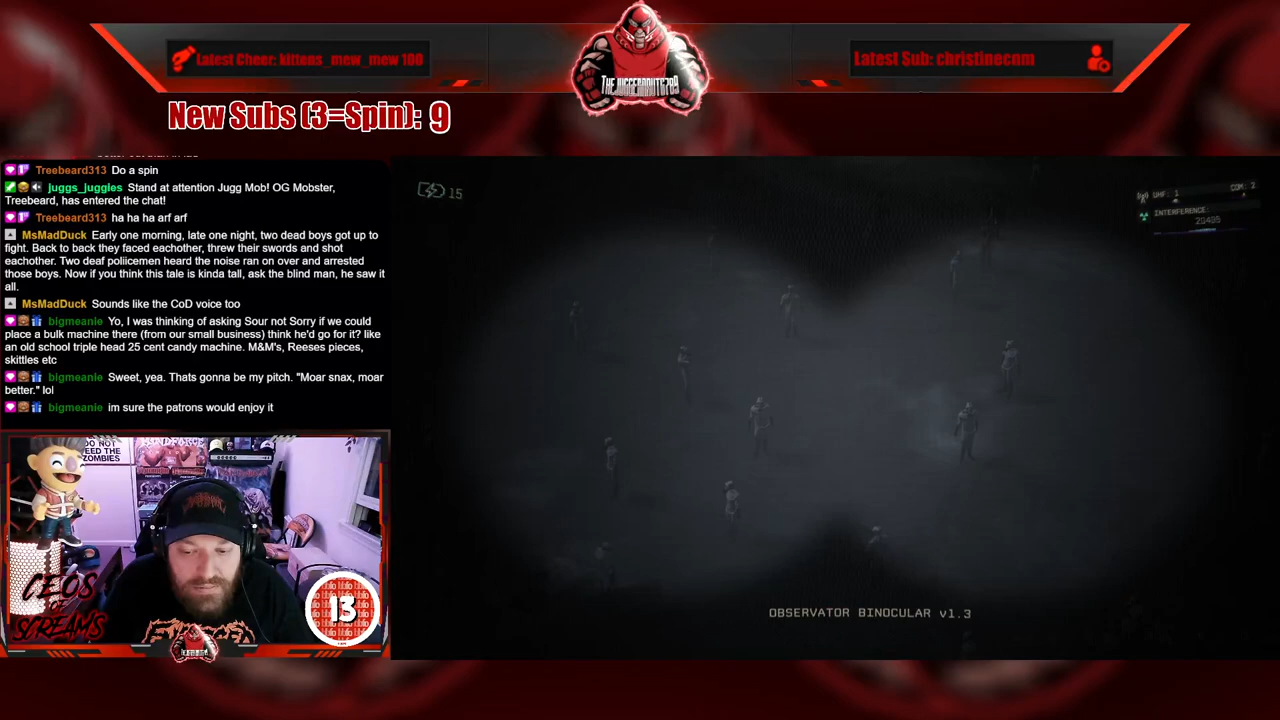 Latest Cheer: kittens_mew_mew 100
THEJUGGERNAUT6789
Latest Sub: christinecnm
New Subs (3=Spin): 9
Treebeard313 Do a spin
juggs_juggies Stand at attention Jugg Mob! OG Mobster,
Treebeard, has entered the chat!
Treebeard313 ha ha ha arf arf
MsMadDuck Early one morning, late one night, two dead boys got up to
fight. Back to back they faced eachother, threw their swords and shot
eachother. Two deaf policemen heard the noise ran on over and arrested
those boys. Now if you think this tale is kinda tall, ask the blind man, he saw it
all.
MsMadDuck Sounds like the CoD voice too
bigmeanie Yo, I was thinking of asking Sour not Sorry if we could
place a bulk machine there (from our small business) think he'd go for it? like
an old school triple head 25 cent candy machine. M&M's, Reeses pieces,
skittles etc
bigmeanie Sweet, yea. Thats gonna be my pitch. "Moar snax, moar
better." lol
bigmeanie im sure the patrons would enjoy it
15
UHF: 1
COM: 2
INTERFERENCE:
OBSERVATOR BINOCULAR v1.3
DO NOT
FEED THE
ZOMBIES
CEOS
OF
SCREAMS
13